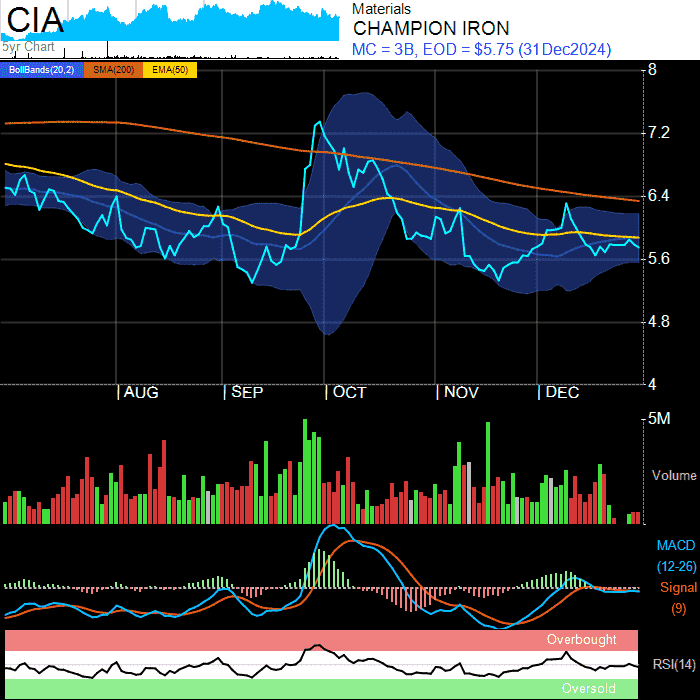 CIA
5yr Chart
Materials
CHAMPION IRON
MC = 3B, EOD = $5.75 (31Dec2024)
BollBands(20,2) SMA(200) EMA(50)
8
7.2
6.4
5.6
4.8
4
AUG SEP OCT NOV DEC
5M
Volume
MACD
(12-26)
Signal
(9)
Overbought
RSI(14)
Oversold